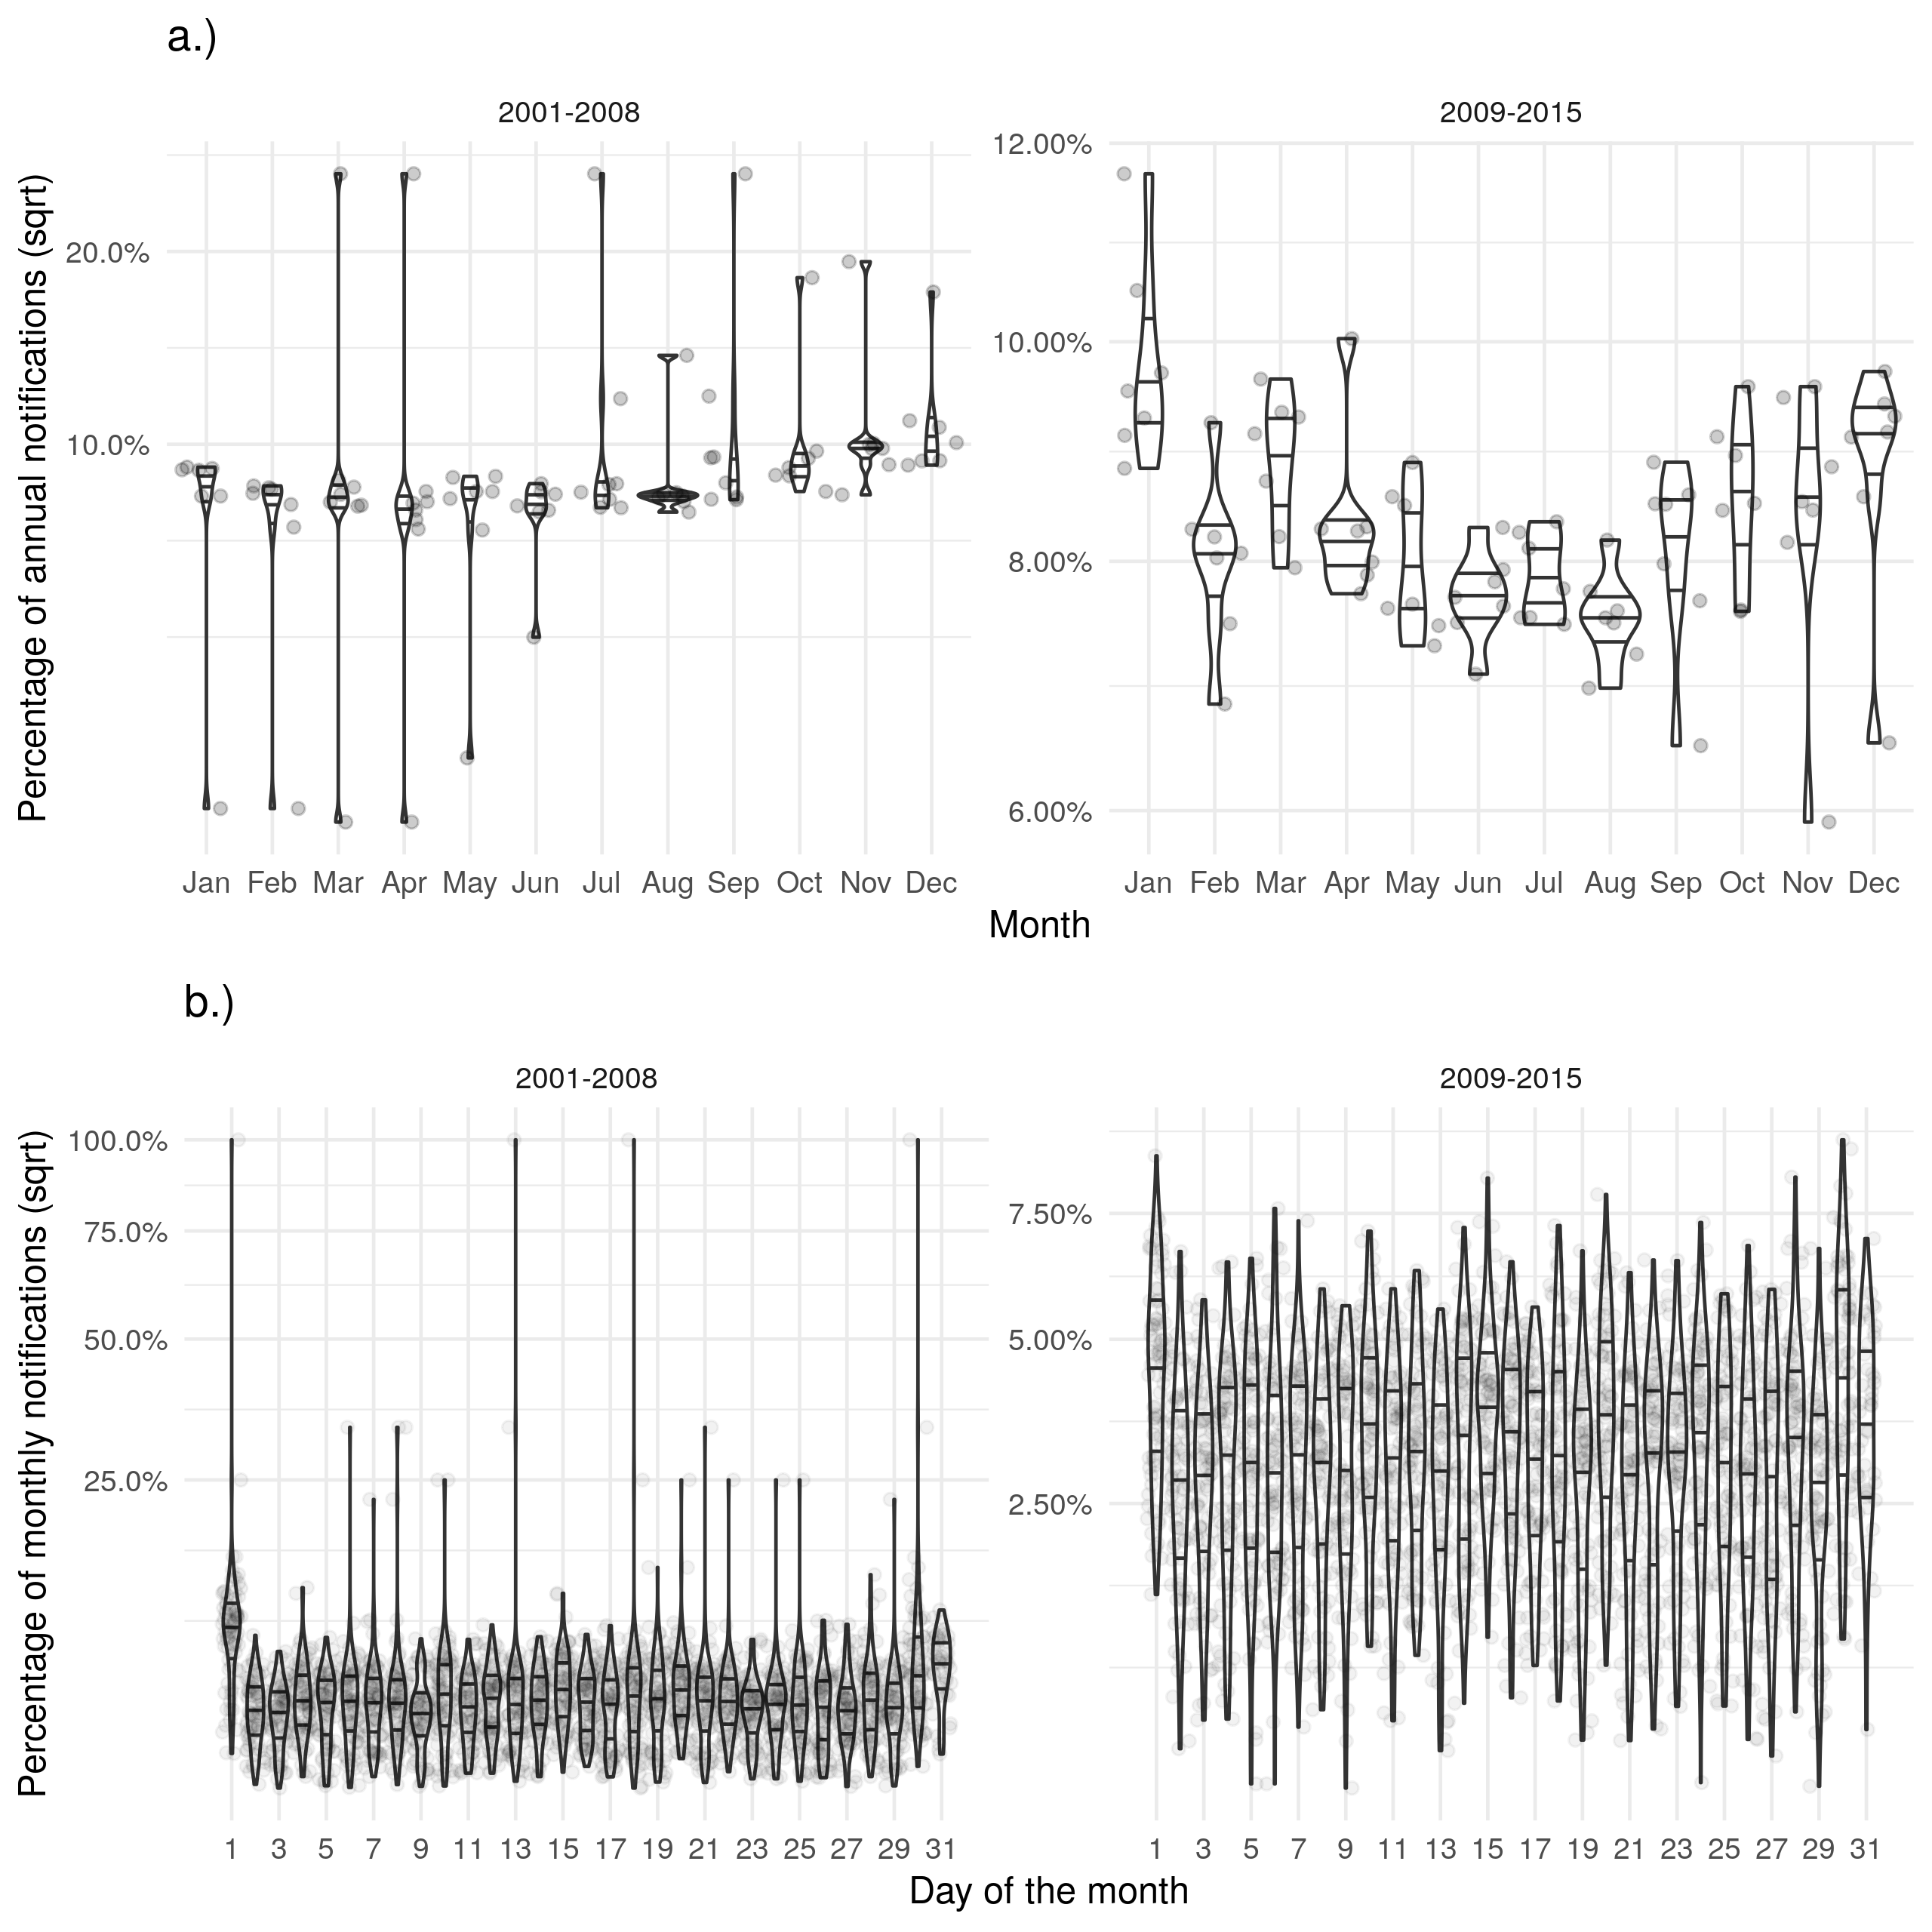 a.)
2001-2008
2009-2015
Percentage of annual notifications (sqrt)
20.0%
10.0%
12.00%
10.00%
8.00%
6.00%
Jan Feb Mar Apr May Jun Jul Aug Sep Oct Nov Dec
Jan Feb Mar Apr May Jun Jul Aug Sep Oct Nov Dec
Month
b.)
2001-2008
2009-2015
Percentage of monthly notifications (sqrt)
100.0%
75.0%
50.0%
25.0%
7.50%
5.00%
2.50%
1 3 5 7 9 11 13 15 17 19 21 23 25 27 29 31
1 3 5 7 9 11 13 15 17 19 21 23 25 27 29 31
Day of the month